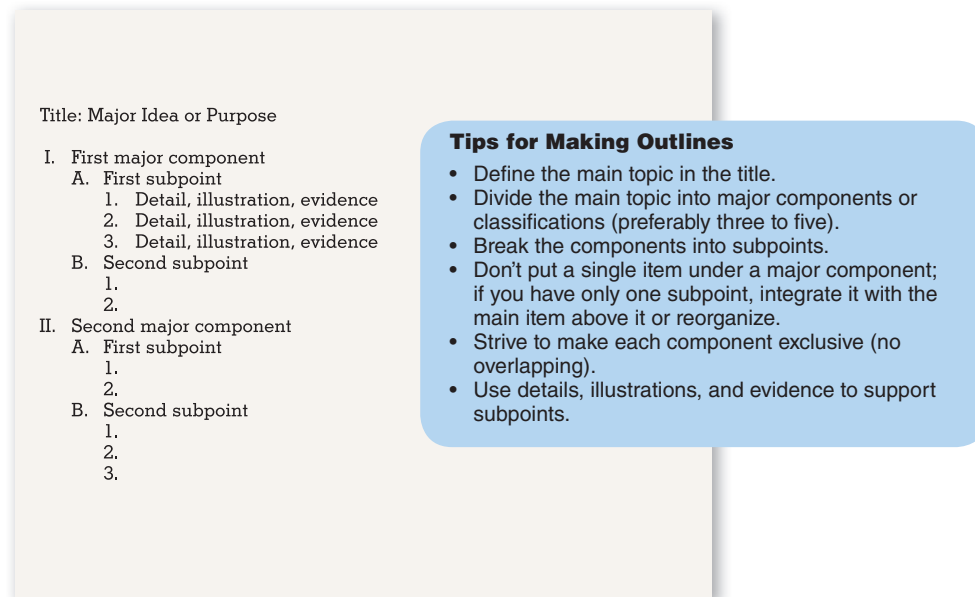 Title: Major Idea or Purpose
I. First major component
A. First subpoint
1. Detail, illustration, evidence
2. Detail, illustration, evidence
3. Detail, illustration, evidence
B. Second subpoint
1.
2.
II. Second major component
A. First subpoint
1.
2.
B. Second subpoint
1.
2.
3.
Tips for Making Outlines
• Define the main topic in the title.
• Divide the main topic into major components or
classifications (preferably three to five).
• Break the components into subpoints.
• Don't put a single item under a major component;
if you have only one subpoint, integrate it with the
main item above it or reorganize.
• Strive to make each component exclusive (no
overlapping).
• Use details, illustrations, and evidence to support
subpoints.